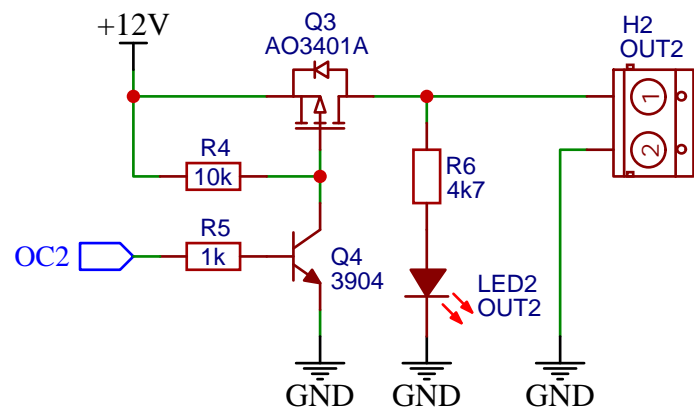 +12V
Q3
AO3401A
H2
OUT2
1
2
R4
10k
R6
4k7
OC2
R5
1k
Q4
3904
LED2
OUT2
GND
GND
GND